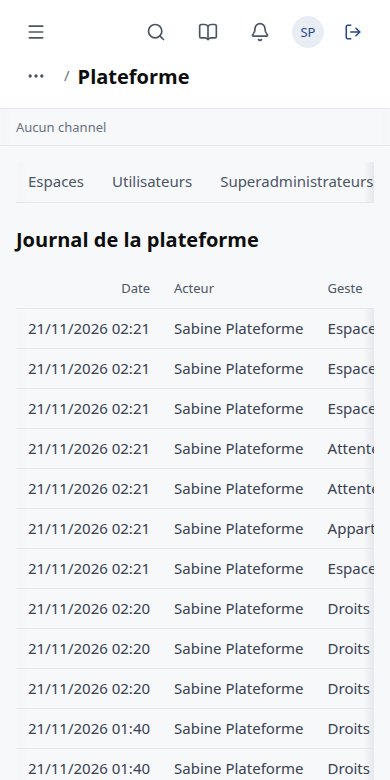 SP
... / Plateforme
Aucun channel
Espaces Utilisateurs Superadministrateurs
Journal de la plateforme
Date Acteur Geste
21/11/2026 02:21 Sabine Plateforme Espace
21/11/2026 02:21 Sabine Plateforme Espace
21/11/2026 02:21 Sabine Plateforme Espace
21/11/2026 02:21 Sabine Plateforme Attente
21/11/2026 02:21 Sabine Plateforme Attente
21/11/2026 02:21 Sabine Plateforme Appart
21/11/2026 02:21 Sabine Plateforme Espace
21/11/2026 02:20 Sabine Plateforme Droits
21/11/2026 02:20 Sabine Plateforme Droits
21/11/2026 02:20 Sabine Plateforme Droits
21/11/2026 01:40 Sabine Plateforme Droits
21/11/2026 01:40 Sabine Plateforme Droits